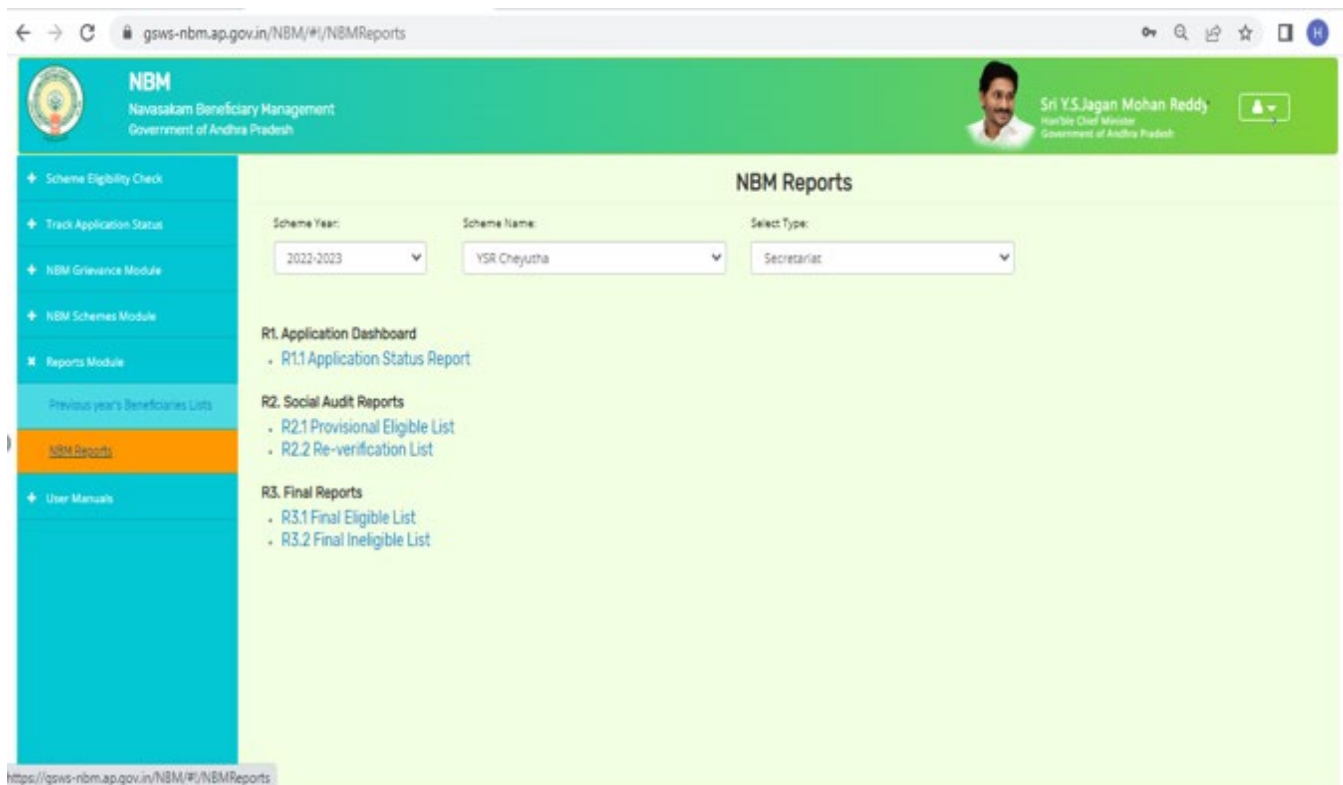 gsws-nbm.ap.gov.in/NBM/#!/NBMReports
H
NBM
Navasakam Beneficiary Management
Government of Andhra Pradesh
Sri Y.S.Jagan Mohan Reddy
Hon'ble Chief Minister
Government of Andhra Pradesh
+ Scheme Eligibility Check
+ Track Application Status
+ NBM Grievance Module
+ NBM Schemes Module
✖ Reports Module
Previous year's Beneficiaries Lists
NBM Reports
+ User Manuals
NBM Reports
Scheme Year: Scheme Name: Select Type:
2022-2023 YSR Cheyutha Secretariat
R1. Application Dashboard
• R1.1 Application Status Report
R2. Social Audit Reports
• R2.1 Provisional Eligible List
• R2.2 Re-verification List
R3. Final Reports
• R3.1 Final Eligible List
• R3.2 Final Ineligible List
https://gsws-nbm.ap.gov.in/NBM/#!/NBMReports